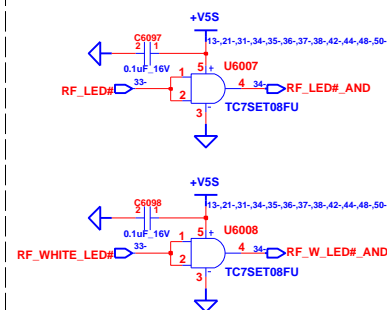 +V5S
C6097
13-,21-,31-,34-,35-,36-,37-,38-,42-,44-,48-,50-
2 1
0.1uF_16V
5 + U6007
33- 1
RF_LED# 4 34- RF_LED#_AND
2
3 - TC7SET08FU
+V5S
C6098
13-,21-,31-,34-,35-,36-,37-,38-,42-,44-,48-,50-
2 1
0.1uF_16V
5 + U6008
33- 1
RF_WHITE_LED# 4 34- RF_W_LED#_AND
2
3 - TC7SET08FU